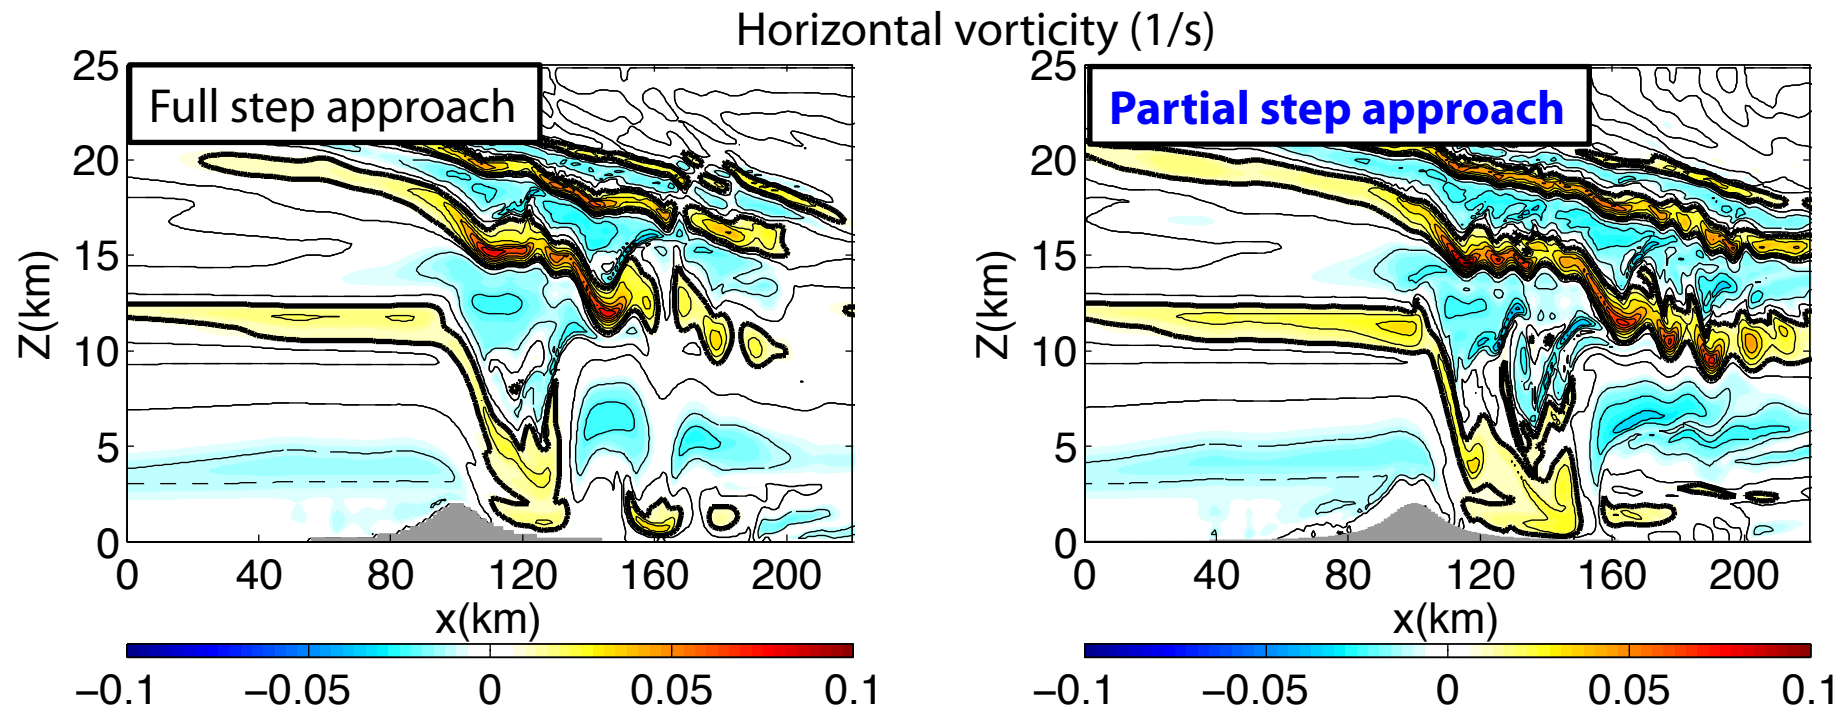 Horizontal vorticity (1/s)
Full step approach
25
20
15
10
5
0
Z(km)
0 40 80 120 160 200
x(km)
−0.1 −0.05 0 0.05 0.1
Partial step approach
25
20
15
10
5
0
Z(km)
0 40 80 120 160 200
x(km)
−0.1 −0.05 0 0.05 0.1